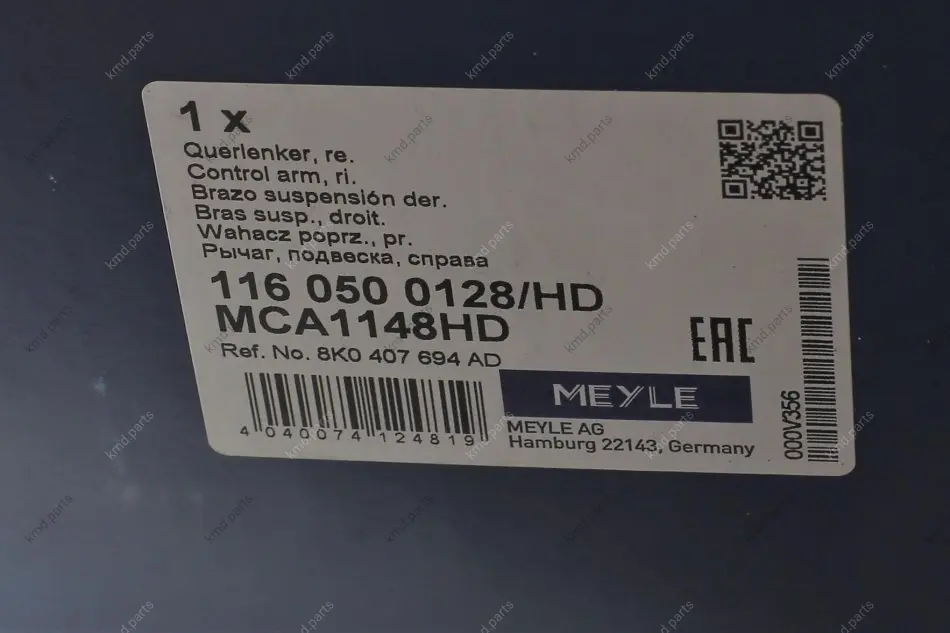 1 x
Querlenker, re.
Control arm, ri.
Brazo suspensión der.
Bras susp., droit.
Wahacz poprz., pr.
Рычаг, подвеска, справа
116 050 0128/HD
MCA1148HD
Ref. No. 8K0 407 694 AD
EAC
4 040074 124819
MEYLE
MEYLE AG
Hamburg 22143, Germany
000V356
kmd.parts